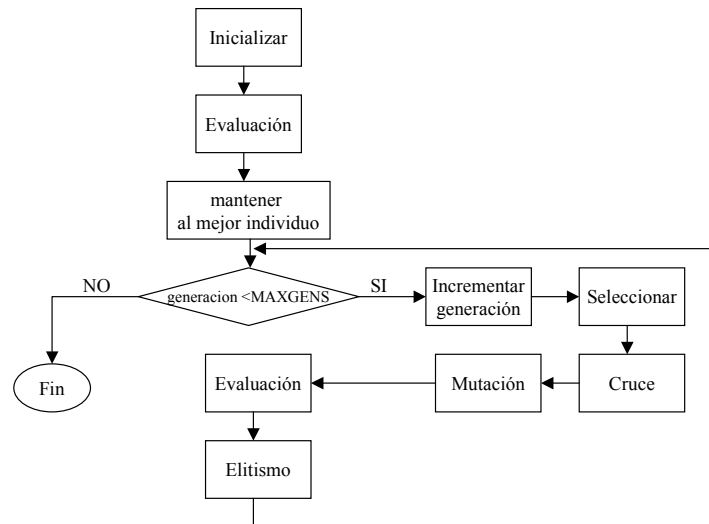 Inicializar
Evaluación
mantener
al mejor individuo
NO
generacion <MAXGENS
SI
Incrementar
generación
Seleccionar
Fin
Evaluación
Mutación
Cruce
Elitismo